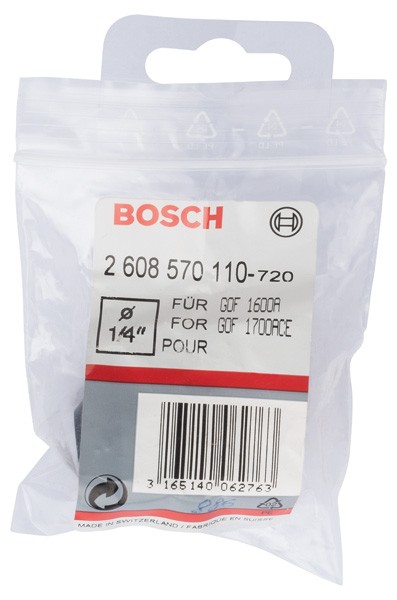 BOSCH
2 608 570 110-720
Ø
1/4"
FÜR GOF 1600A
FOR GOF 1700ACE
POUR
3 165140 062763
MADE IN SWITZERLAND / FABRIQUE EN SUISSE